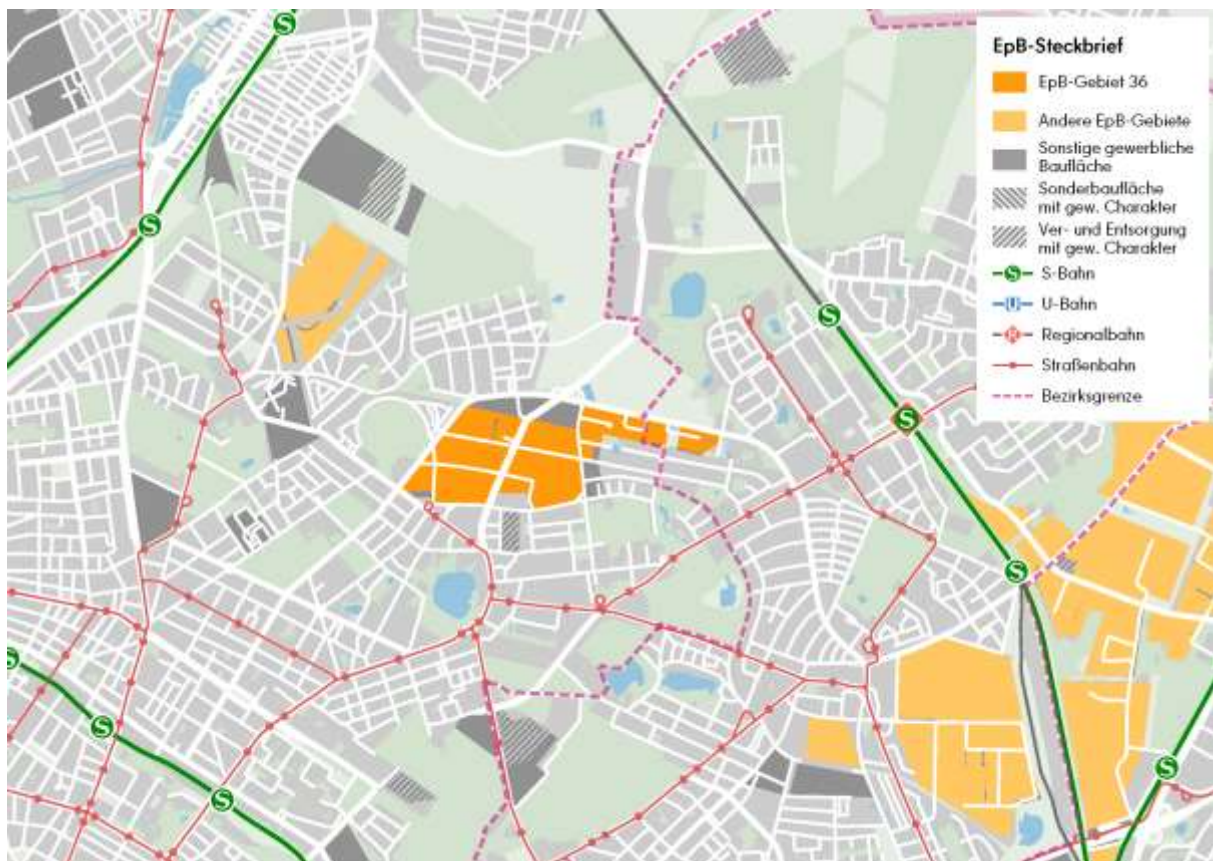 EpB-Steckbrief
EpB-Gebiet 36
Andere EpB-Gebiete
Sonstige gewerbliche
Baufläche
Sonderbaufläche
mit gew. Charakter
Ver- und Entsorgung
mit gew. Charakter
S S-Bahn
U U-Bahn
R Regionalbahn
Straßenbahn
Bezirksgrenze
S
S
S
S
S
S
S
S
S